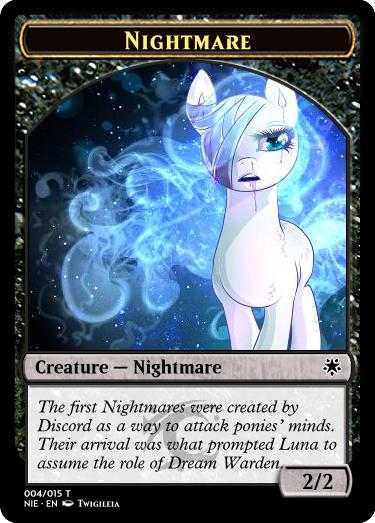 Nightmare
Creature — Nightmare
The first Nightmares were created by
Discord as a way to attack ponies' minds.
Their arrival was what prompted Luna to
assume the role of Dream Warden.
2/2
004/015 T
NIE • EN Twigileia